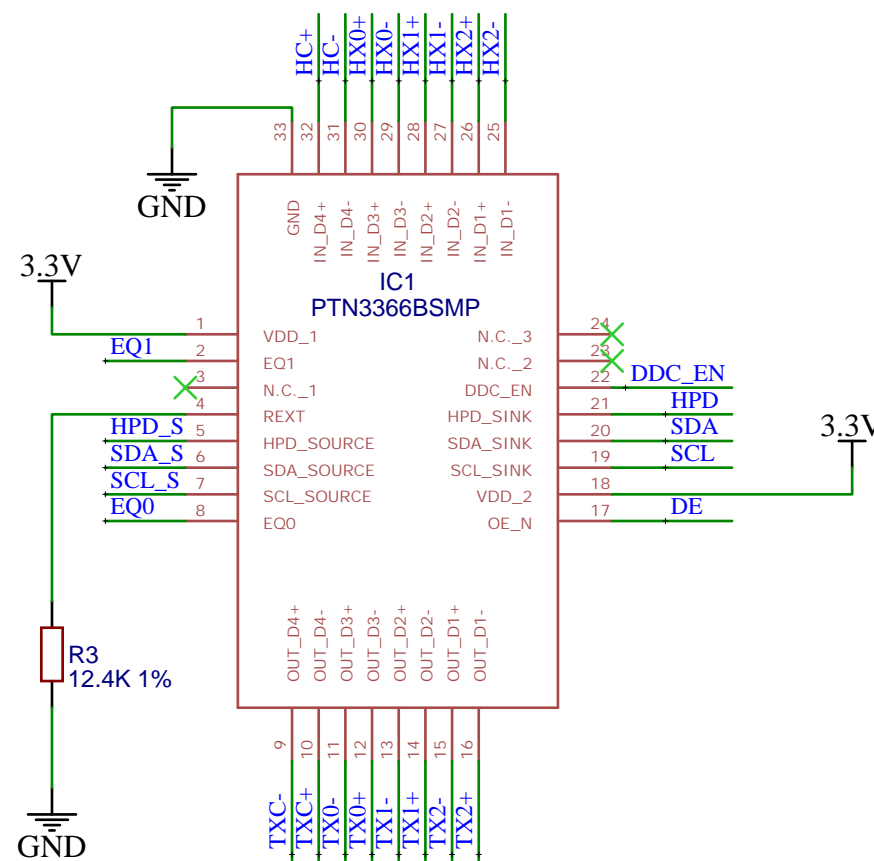 HC+
HC-
HX0+
HX0-
HX1+
HX1-
HX2+
HX2-
33
32
31
30
29
28
27
26
25
GND
GND
IN_D4+
IN_D4-
IN_D3+
IN_D3-
IN_D2+
IN_D2-
IN_D1+
IN_D1-
IC1
PTN3366BSMP
3.3V
1 VDD_1
EQ1 2 EQ1
3 N.C._1
4 REXT
HPD_S 5 HPD_SOURCE
SDA_S 6 SDA_SOURCE
SCL_S 7 SCL_SOURCE
EQ0 8 EQ0
N.C._3 24
N.C._2 23
DDC_EN 22 DDC_EN
HPD_SINK 21 HPD
SDA_SINK 20 SDA
SCL_SINK 19 SCL
VDD_2 18
3.3V
OE_N 17 DE
OUT_D4+
OUT_D4-
OUT_D3+
OUT_D3-
OUT_D2+
OUT_D2-
OUT_D1+
OUT_D1-
R3
12.4K 1%
GND
9
10
11
12
13
14
15
16
TXC-
TXC+
TX0-
TX0+
TX1-
TX1+
TX2-
TX2+